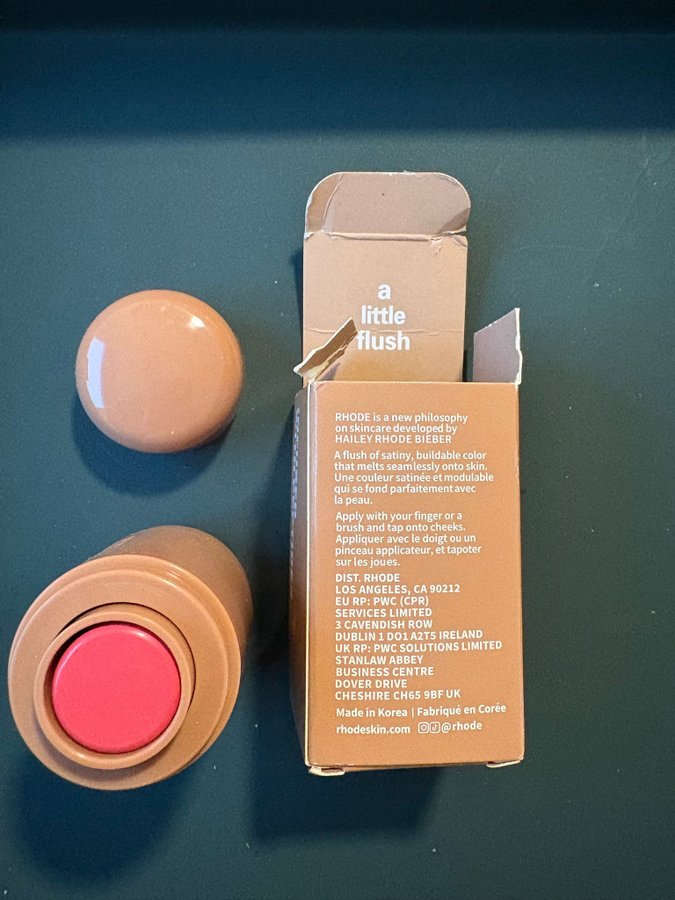 a
little
flush
RHODE is a new philosophy
on skincare developed by
HAILEY RHODE BIEBER
A flush of satiny, buildable color
that melts seamlessly onto skin.
Une couleur satinée et modulable
qui se fond parfaitement avec
la peau.
Apply with your finger or a
brush and tap onto cheeks.
Appliquer avec le doigt ou un
pinceau applicateur, et tapoter
sur les joues.
DIST. RHODE
LOS ANGELES, CA 90212
EU RP: PWC (CPR)
SERVICES LIMITED
3 CAVENDISH ROW
DUBLIN 1 DO1 A2T5 IRELAND
UK RP: PWC SOLUTIONS LIMITED
STANLAW ABBEY
BUSINESS CENTRE
DOVER DRIVE
CHESHIRE CH65 9BF UK
Made in Korea | Fabriqué en Corée
rhodeskin.com @rhode